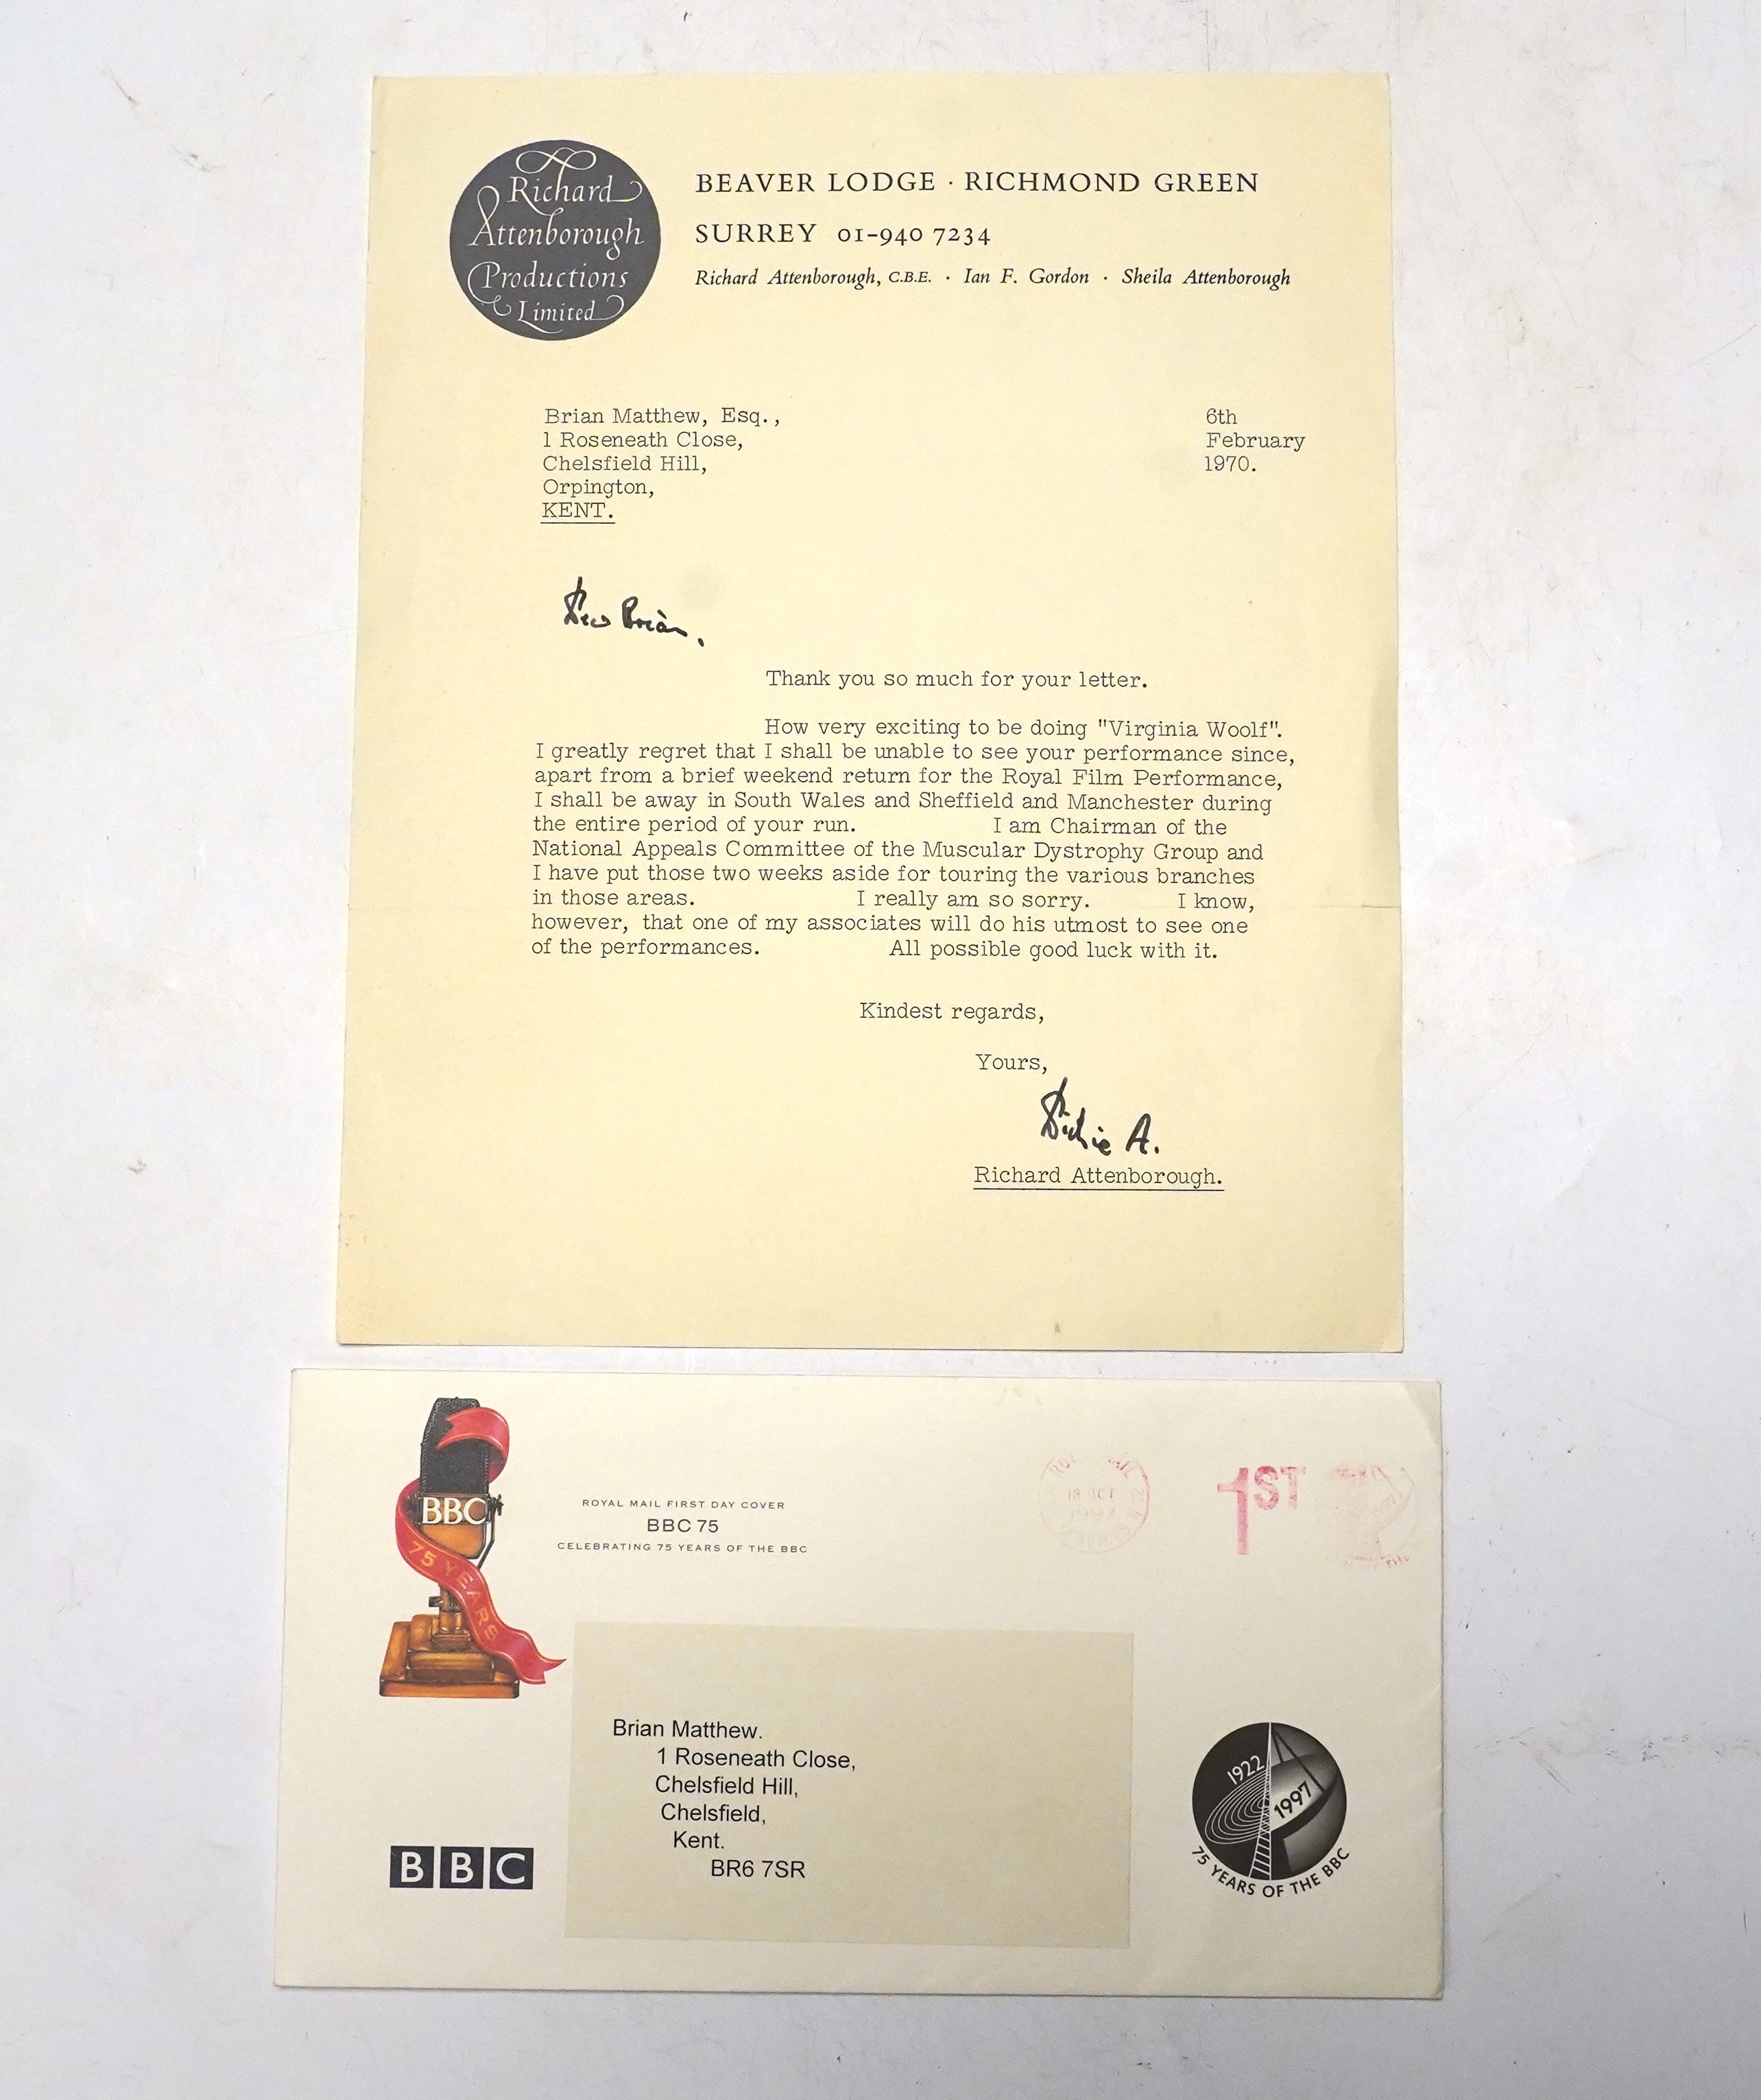 Richard
Attenborough
Productions
Limited
BEAVER LODGE · RICHMOND GREEN
SURREY 01-940 7234
Richard Attenborough, C.B.E. · Ian F. Gordon · Sheila Attenborough
Brian Matthew, Esq.,
1 Roseneath Close,
Chelsfield Hill,
Orpington,
KENT.
6th
February
1970.
Dear Brian,
Thank you so much for your letter.
How very exciting to be doing "Virginia Woolf".
I greatly regret that I shall be unable to see your performance since,
apart from a brief weekend return for the Royal Film Performance,
I shall be away in South Wales and Sheffield and Manchester during
the entire period of your run. I am Chairman of the
National Appeals Committee of the Muscular Dystrophy Group and
I have put those two weeks aside for touring the various branches
in those areas. I really am so sorry. I know,
however, that one of my associates will do his utmost to see one
of the performances. All possible good luck with it.
Kindest regards,
Yours,
Richie A.
Richard Attenborough.
BBC
75 YEARS
ROYAL MAIL FIRST DAY COVER
BBC 75
CELEBRATING 75 YEARS OF THE BBC
18 OCT
1997
1ST
Brian Matthew.
1 Roseneath Close,
Chelsfield Hill,
Chelsfield,
Kent.
BR6 7SR
BBC
1922
1997
75 YEARS OF THE BBC